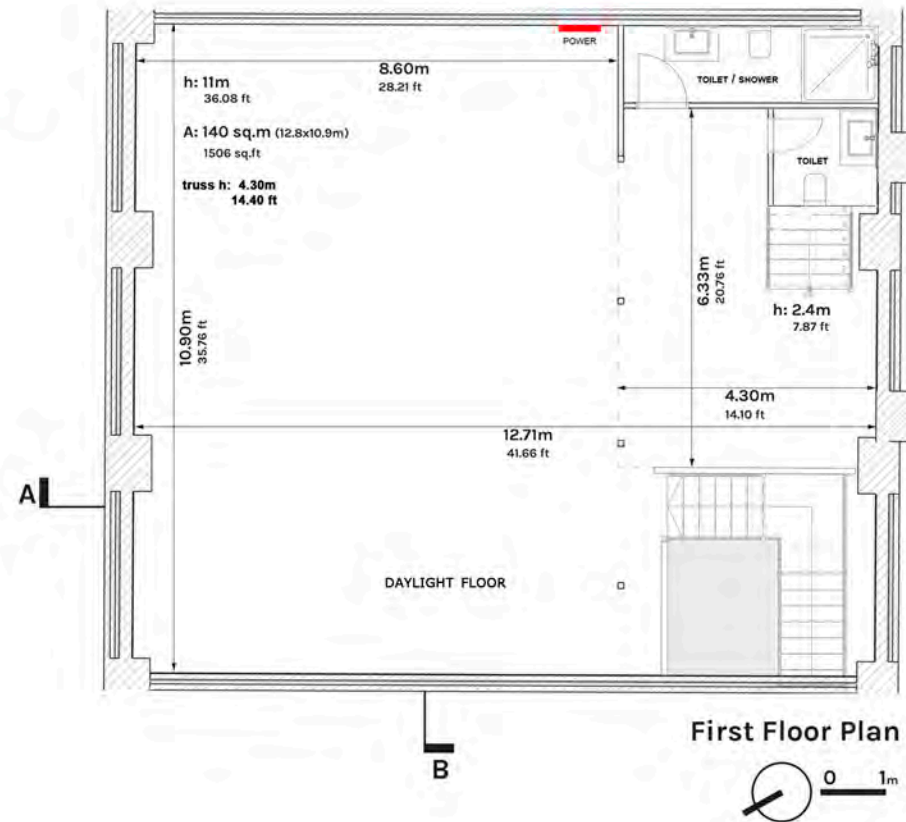 POWER
8.60m
28.21 ft
h: 11m
36.08 ft
A: 140 sq.m (12.8x10.9m)
1506 sq.ft
truss h: 4.30m
14.40 ft
TOILET / SHOWER
TOILET
10.90m
35.76 ft
6.33m
20.76 ft
h: 2.4m
7.87 ft
4.30m
14.10 ft
12.71m
41.66 ft
A
DAYLIGHT FLOOR
B
First Floor Plan
0 1m